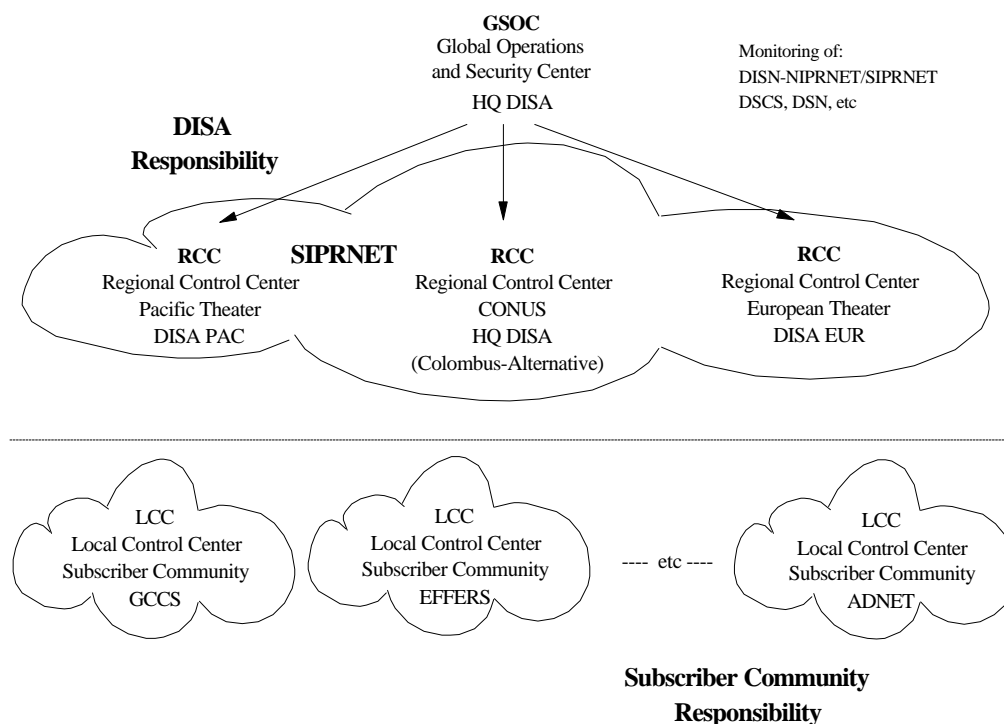 GSOC
Global Operations
and Security Center
HQ DISA
Monitoring of:
DISN-NIPRNET/SIPRNET
DSCS, DSN, etc
DISA
Responsibility
SIPRNET
RCC
Regional Control Center
Pacific Theater
DISA PAC
RCC
Regional Control Center
CONUS
HQ DISA
(Colombus-Alternative)
RCC
Regional Control Center
European Theater
DISA EUR
LCC
Local Control Center
Subscriber Community
GCCS
LCC
Local Control Center
Subscriber Community
EFFERS
---- etc ----
LCC
Local Control Center
Subscriber Community
ADNET
Subscriber Community
Responsibility